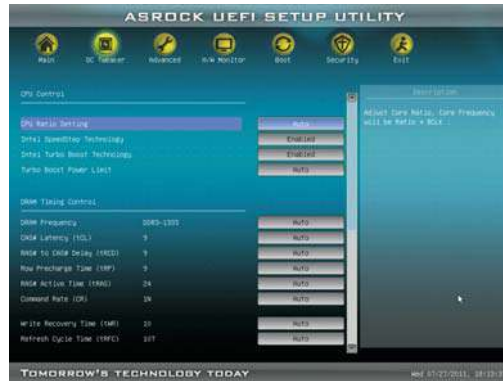 ASROCK UEFI SETUP UTILITY
Main OC Tweaker Advanced H/W Monitor Boot Security Exit
CPU Control
Description
CPU Ratio Setting Auto
Adjust Core Ratio. Core Frequency
will be Ratio * BCLK.
Intel SpeedStep Technology Enabled
Intel Turbo Boost Technology Enabled
Turbo Boost Power Limit Auto
DRAM Timing Control
DRAM Frequency DDR3-1333 Auto
CAS# Latency (tCL) 9 Auto
RAS# to CAS# Delay (tRCD) 9 Auto
Row Precharge Time (tRP) 9 Auto
RAS# Active Time (tRAS) 24 Auto
Command Rate (CR) 1N Auto
Write Recovery Time (tWR) 10 Auto
Refresh Cycle Time (tRFC) 107 Auto
TOMORROW'S TECHNOLOGY TODAY
Wed 07/27/2011,